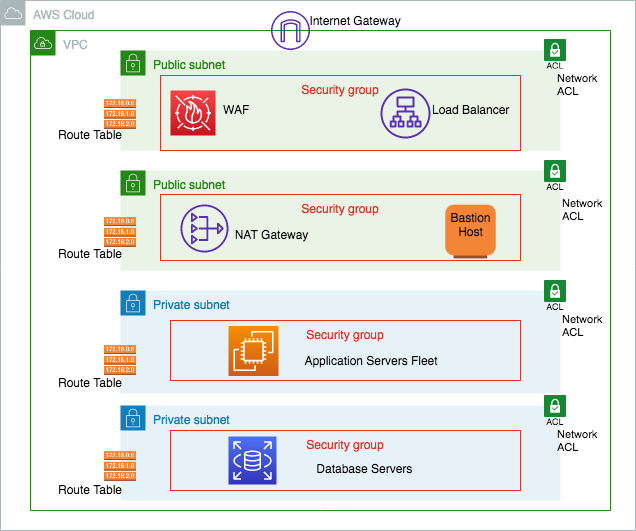 AWS Cloud
Internet Gateway
VPC
Public subnet
ACL
Network
ACL
Security group
WAF
Load Balancer
172.16.0.0
172.16.1.0
172.16.2.0
Route Table
Public subnet
ACL
Network
ACL
Security group
NAT Gateway
Bastion
Host
172.16.0.0
172.16.1.0
172.16.2.0
Route Table
Private subnet
ACL
Network
ACL
Security group
Application Servers Fleet
172.16.0.0
172.16.1.0
172.16.2.0
Route Table
Private subnet
ACL
Network
ACL
Security group
Database Servers
172.16.0.0
172.16.1.0
172.16.2.0
Route Table